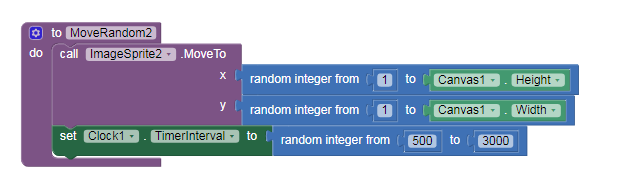 to MoveRandom2
do call ImageSprite2 .MoveTo
x random integer from 1 to Canvas1 . Height
y random integer from 1 to Canvas1 . Width
set Clock1 . TimerInterval to random integer from 500 to 3000